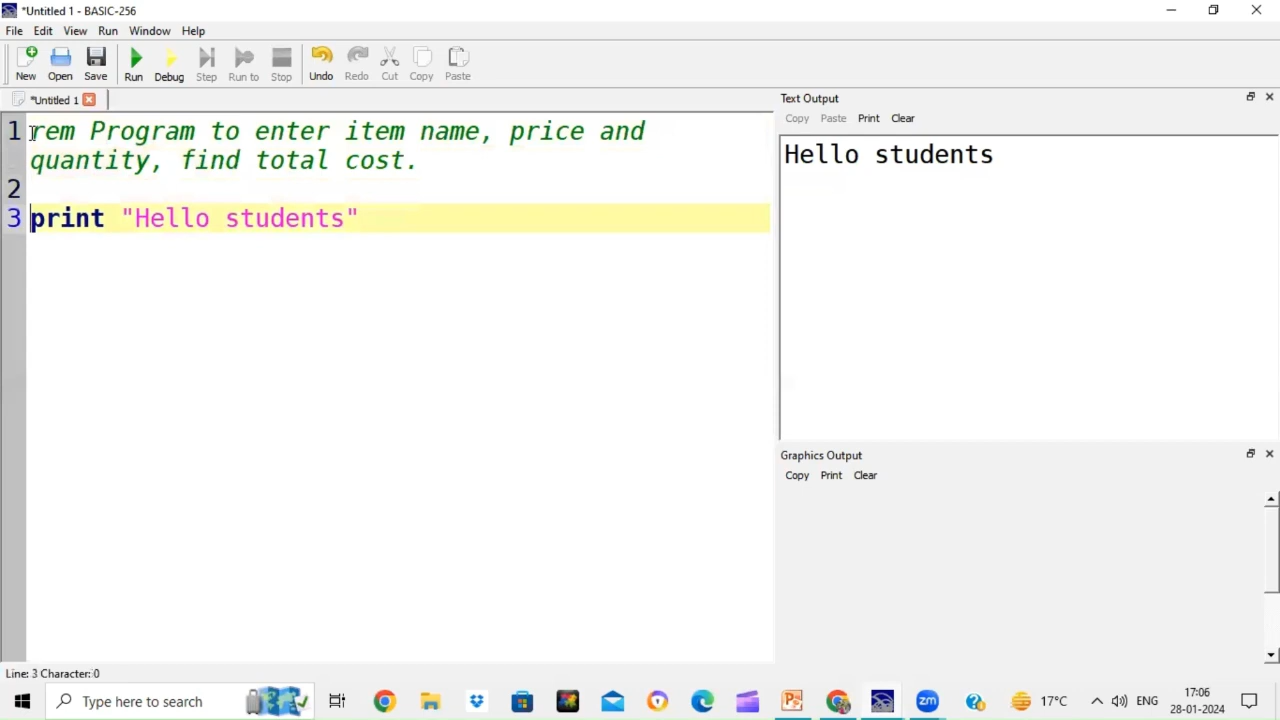 *Untitled 1 - BASIC-256
File Edit View Run Window Help
New Open Save Run Debug Step Run to Stop Undo Redo Cut Copy Paste
*Untitled 1
1 rem Program to enter item name, price and
quantity, find total cost.
2
3 print "Hello students"
Text Output
Copy Paste Print Clear
Hello students
Graphics Output
Copy Print Clear
Line: 3 Character:0
Type here to search
17°C ENG 17:06
28-01-2024